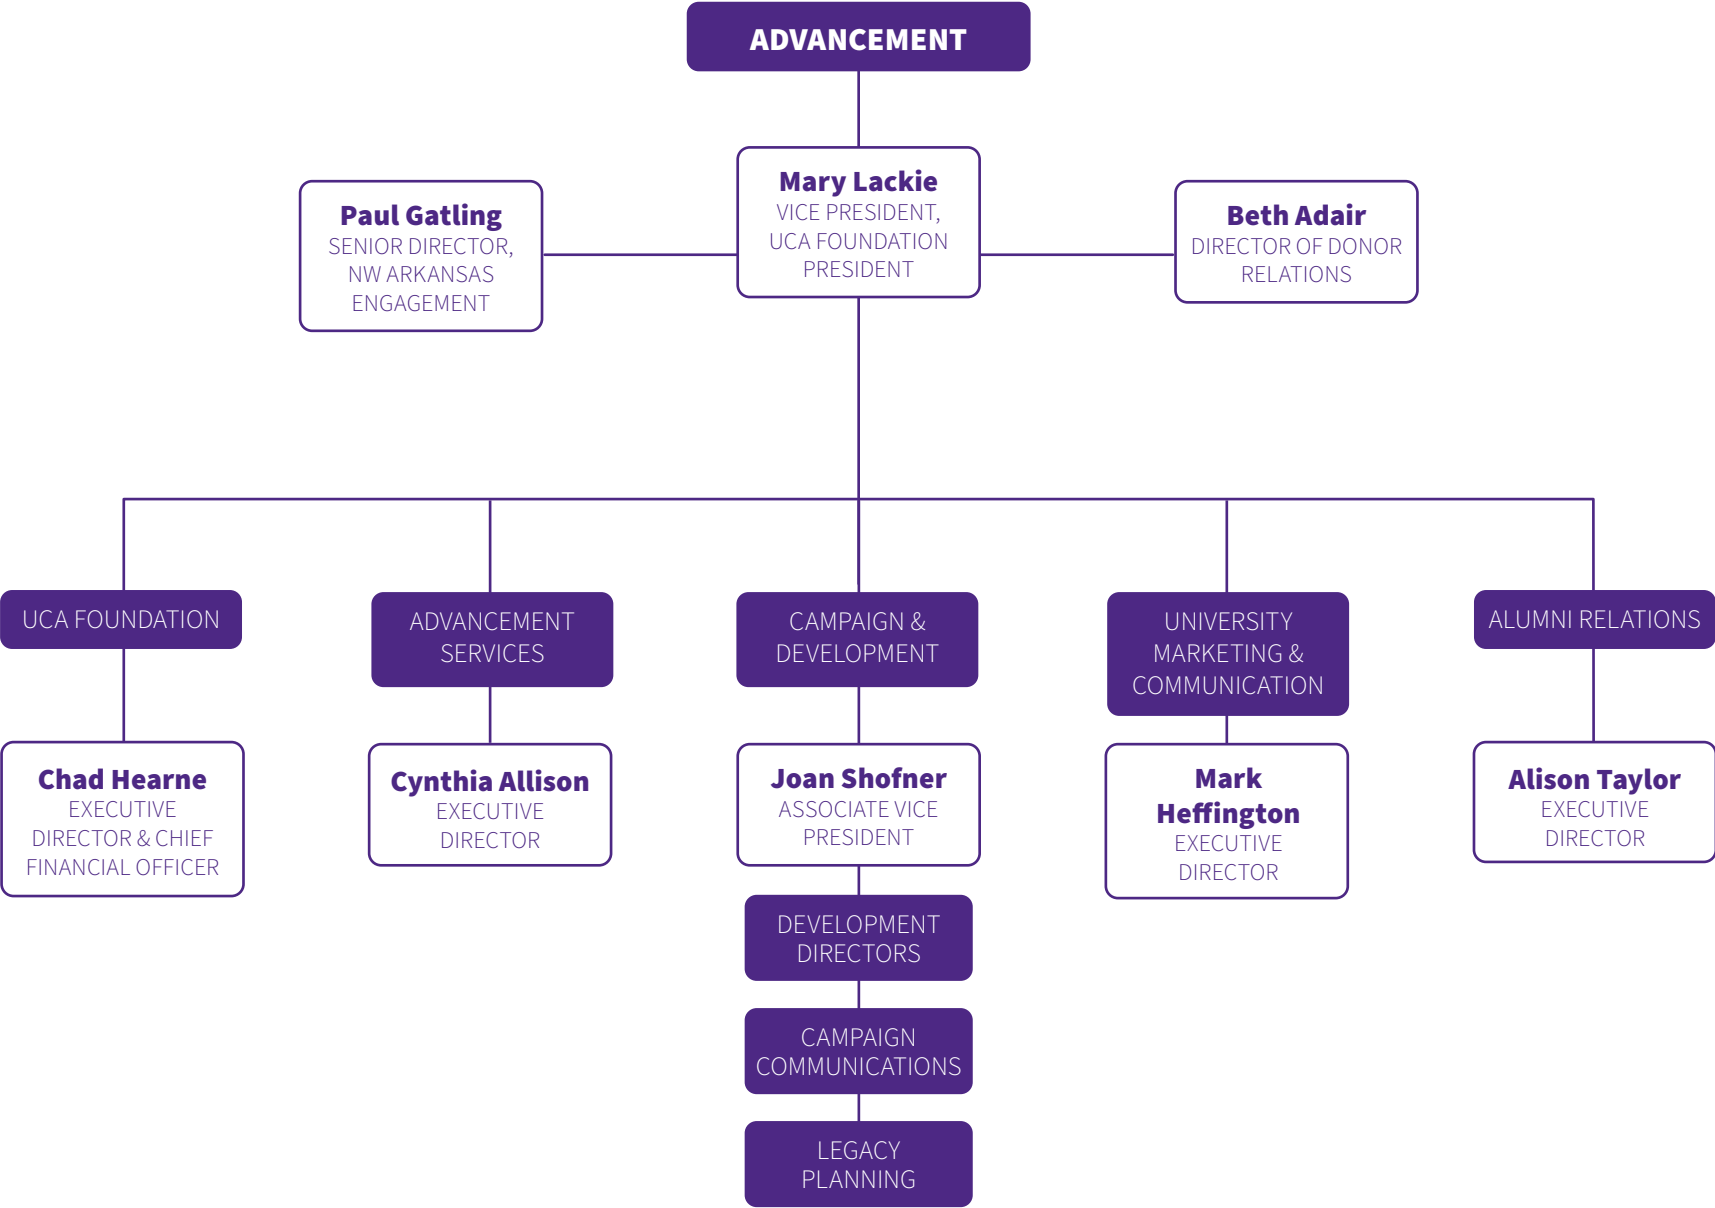 ADVANCEMENT
Mary Lackie
VICE PRESIDENT,
UCA FOUNDATION
PRESIDENT
Paul Gatling
SENIOR DIRECTOR,
NW ARKANSAS
ENGAGEMENT
Beth Adair
DIRECTOR OF DONOR
RELATIONS
UCA FOUNDATION
ADVANCEMENT
SERVICES
CAMPAIGN &
DEVELOPMENT
UNIVERSITY
MARKETING &
COMMUNICATION
ALUMNI RELATIONS
Chad Hearne
EXECUTIVE
DIRECTOR & CHIEF
FINANCIAL OFFICER
Cynthia Allison
EXECUTIVE
DIRECTOR
Joan Shofner
ASSOCIATE VICE
PRESIDENT
Mark
Heffington
EXECUTIVE
DIRECTOR
Alison Taylor
EXECUTIVE
DIRECTOR
DEVELOPMENT
DIRECTORS
CAMPAIGN
COMMUNICATIONS
LEGACY
PLANNING